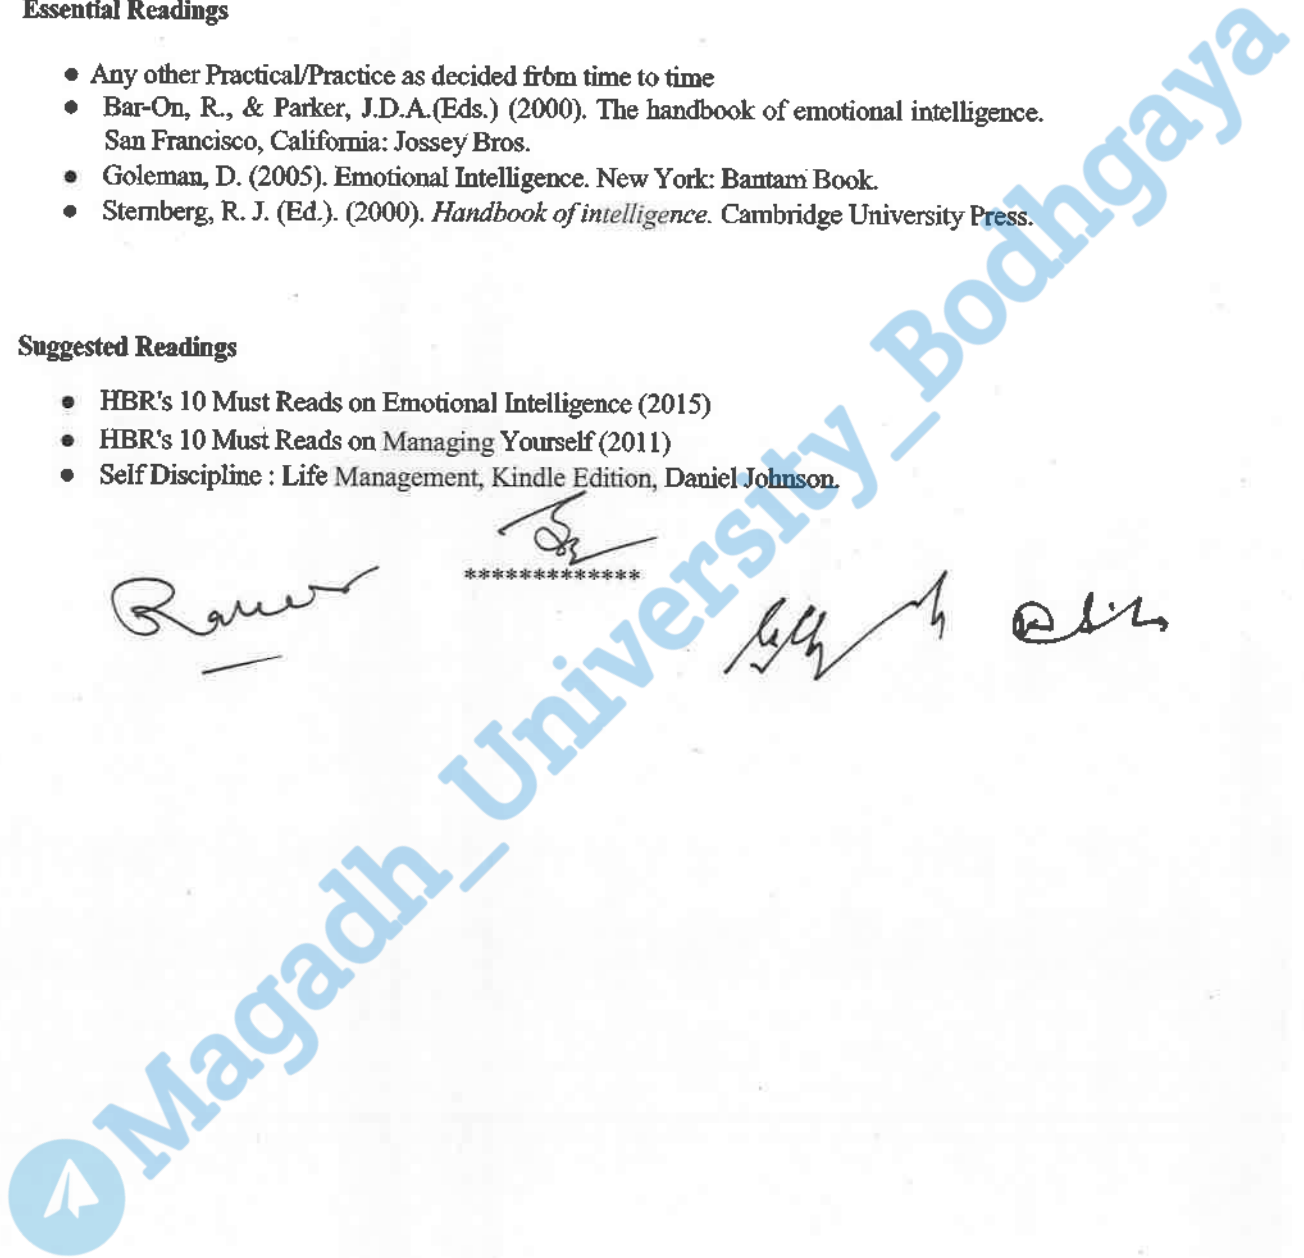 Essential Readings
● Any other Practical/Practice as decided from time to time
● Bar-On, R., & Parker, J.D.A.(Eds.) (2000). The handbook of emotional intelligence.
San Francisco, California: Jossey Bros.
● Goleman, D. (2005). Emotional Intelligence. New York: Bantam Book.
● Sternberg, R. J. (Ed.). (2000). Handbook of intelligence. Cambridge University Press.
Suggested Readings
● HBR's 10 Must Reads on Emotional Intelligence (2015)
● HBR's 10 Must Reads on Managing Yourself (2011)
● Self Discipline : Life Management, Kindle Edition, Daniel Johnson.
*************
Magadh_University_Bodhgaya